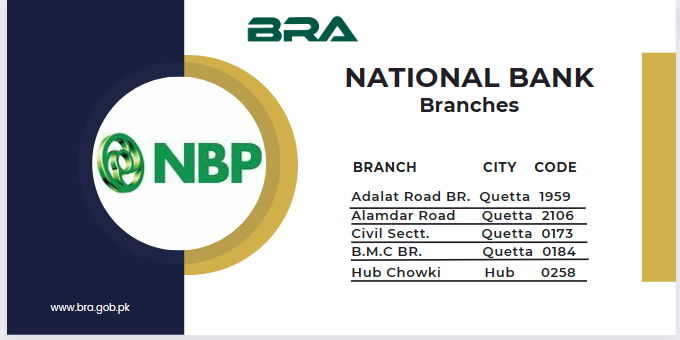 BRA
NATIONAL BANK
Branches
NBP
BRANCH CITY CODE
Adalat Road BR. Quetta 1959
Alamdar Road Quetta 2106
Civil Sectt. Quetta 0173
B.M.C BR. Quetta 0184
Hub Chowki Hub 0258
www.bra.gob.pk